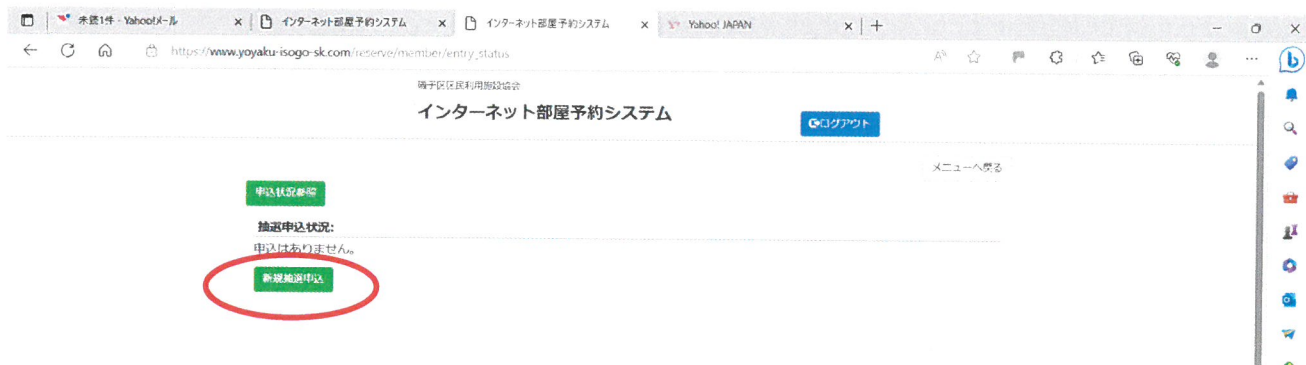 未読1件 - Yahoo!メール
インターネット部屋予約システム
インターネット部屋予約システム
Yahoo! JAPAN
https://www.yoyaku-isogo-sk.com/reserve/member/entry_status
磯子区区民利用施設協会
インターネット部屋予約システム
ログアウト
メニューへ戻る
申込状況参照
抽選申込状況:
申込はありません。
新規抽選申込